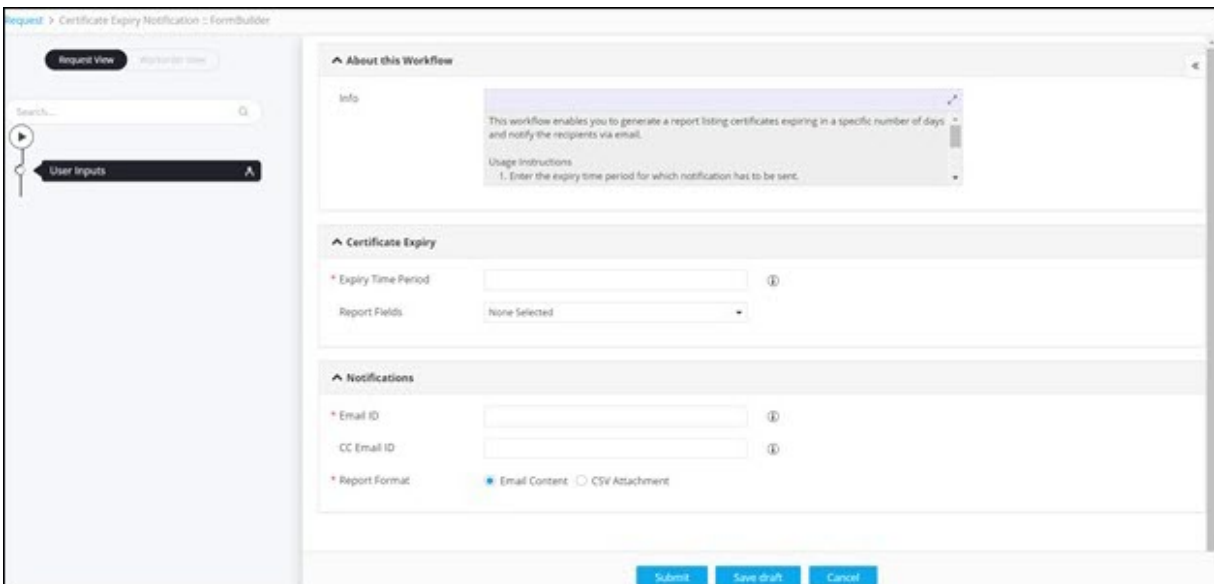 Request > Certificate Expiry Notification :: FormBuilder
Request View Workorder View
Search...
User Inputs
About this Workflow
Info
This workflow enables you to generate a report listing certificates expiring in a specific number of days
and notify the recipients via email.
Usage Instructions
1. Enter the expiry time period for which notification has to be sent.
Certificate Expiry
* Expiry Time Period
Report Fields None Selected
Notifications
* Email ID
CC Email ID
* Report Format Email Content CSV Attachment
Submit Save draft Cancel